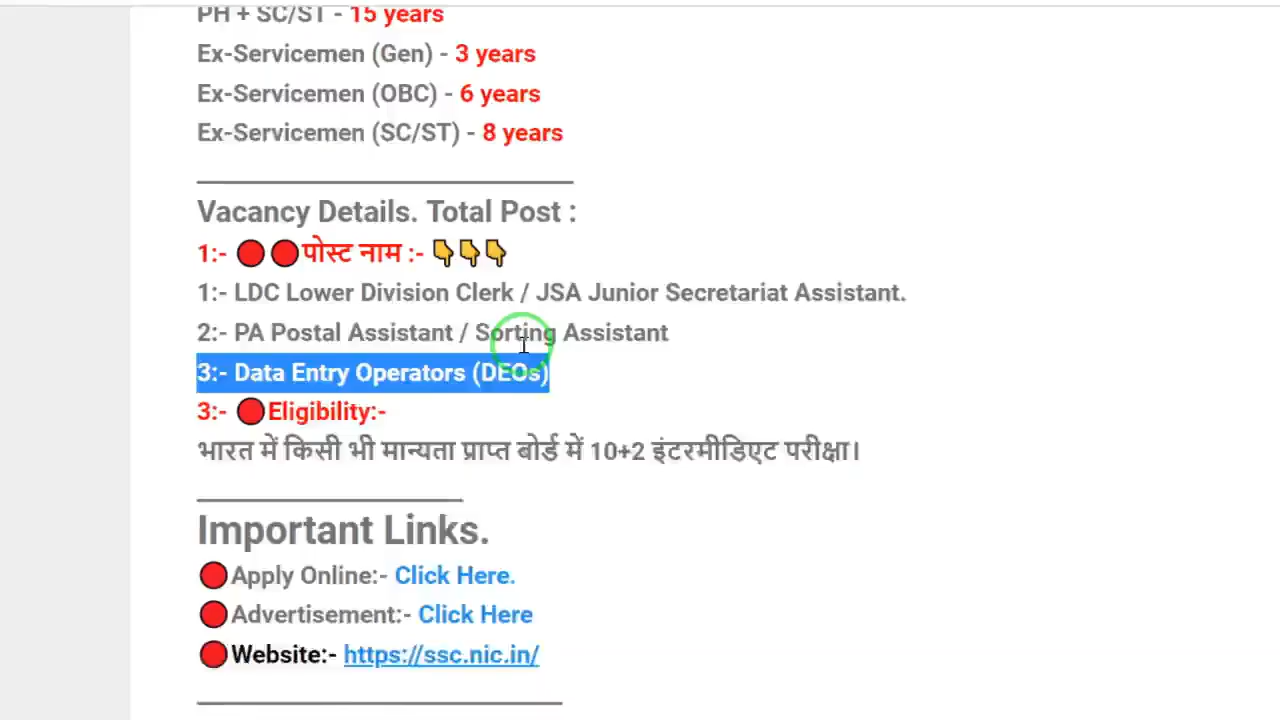 PH + SC/ST - 15 years
Ex-Servicemen (Gen) - 3 years
Ex-Servicemen (OBC) - 6 years
Ex-Servicemen (SC/ST) - 8 years
Vacancy Details. Total Post :
1:- 🔴 🔴पोस्ट नाम :- 👇👇👇
1:- LDC Lower Division Clerk / JSA Junior Secretariat Assistant.
2:- PA Postal Assistant / Sorting Assistant
3:- Data Entry Operators (DEOs)
3:- 🔴Eligibility:-
भारत में किसी भी मान्यता प्राप्त बोर्ड में 10+2 इंटरमीडिएट परीक्षा।
Important Links.
🔴Apply Online:- Click Here.
🔴Advertisement:- Click Here
🔴Website:- https://ssc.nic.in/